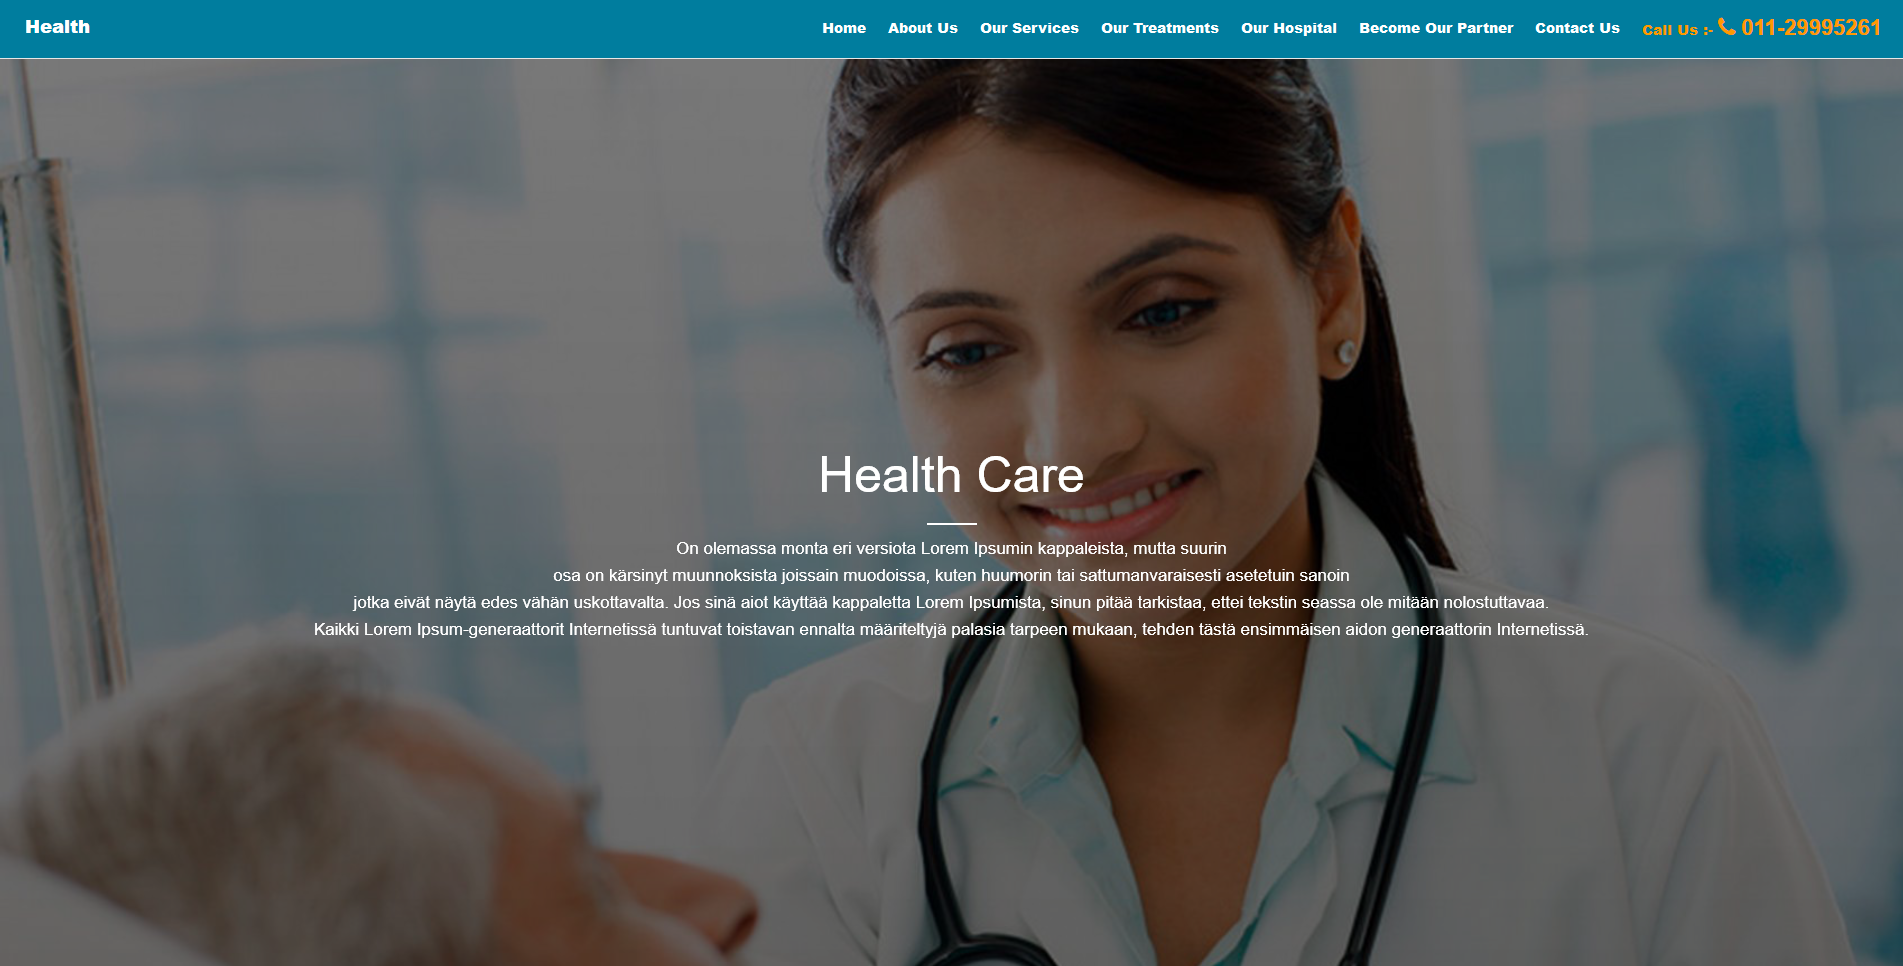 Health
Home About Us Our Services Our Treatments Our Hospital Become Our Partner Contact Us Call Us :- 011-29995261
Health Care
On olemassa monta eri versiota Lorem Ipsumin kappaleista, mutta suurin
osa on kärsinyt muunnoksista joissain muodoissa, kuten huumorin tai sattumanvaraisesti asetetuin sanoin
jotka eivät näytä edes vähän uskottavalta. Jos sinä aiot käyttää kappaletta Lorem Ipsumista, sinun pitää tarkistaa, ettei tekstin seassa ole mitään nolostuttavaa.
Kaikki Lorem Ipsum-generaattorit Internetissä tuntuvat toistavan ennalta määriteltyjä palasia tarpeen mukaan, tehden tästä ensimmäisen aidon generaattorin Internetissä.